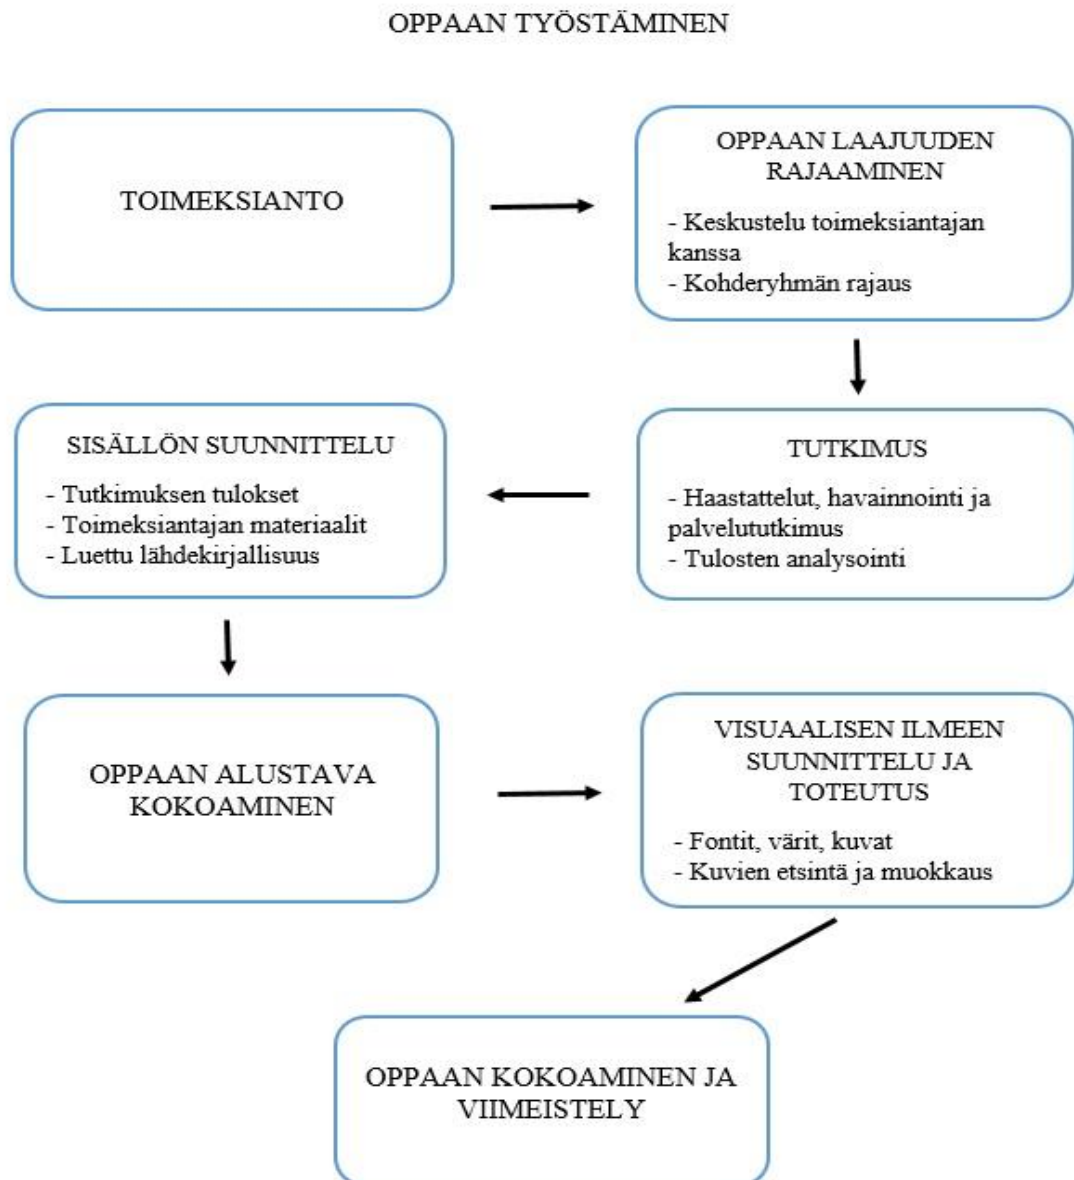 OPPAAN TYÖSTÄMINEN
TOIMEKSIANTO
OPPAAN LAAJUUDEN
RAJAAMINEN
- Keskustelu toimeksiantajan
kanssa
- Kohderyhmän rajaus
TUTKIMUS
- Haastattelut, havainnointi ja
palvelututkimus
- Tulosten analysointi
SISÄLLÖN SUUNNITTELU
- Tutkimuksen tulokset
- Toimeksiantajan materiaalit
- Luettu lähdekirjallisuus
OPPAAN ALUSTAVA
KOKOAMINEN
VISUAALISEN ILMEEN
SUUNNITTELU JA
TOTEUTUS
- Fontit, värit, kuvat
- Kuvien etsintä ja muokkaus
OPPAAN KOKOAMINEN JA
VIIMEISTELY